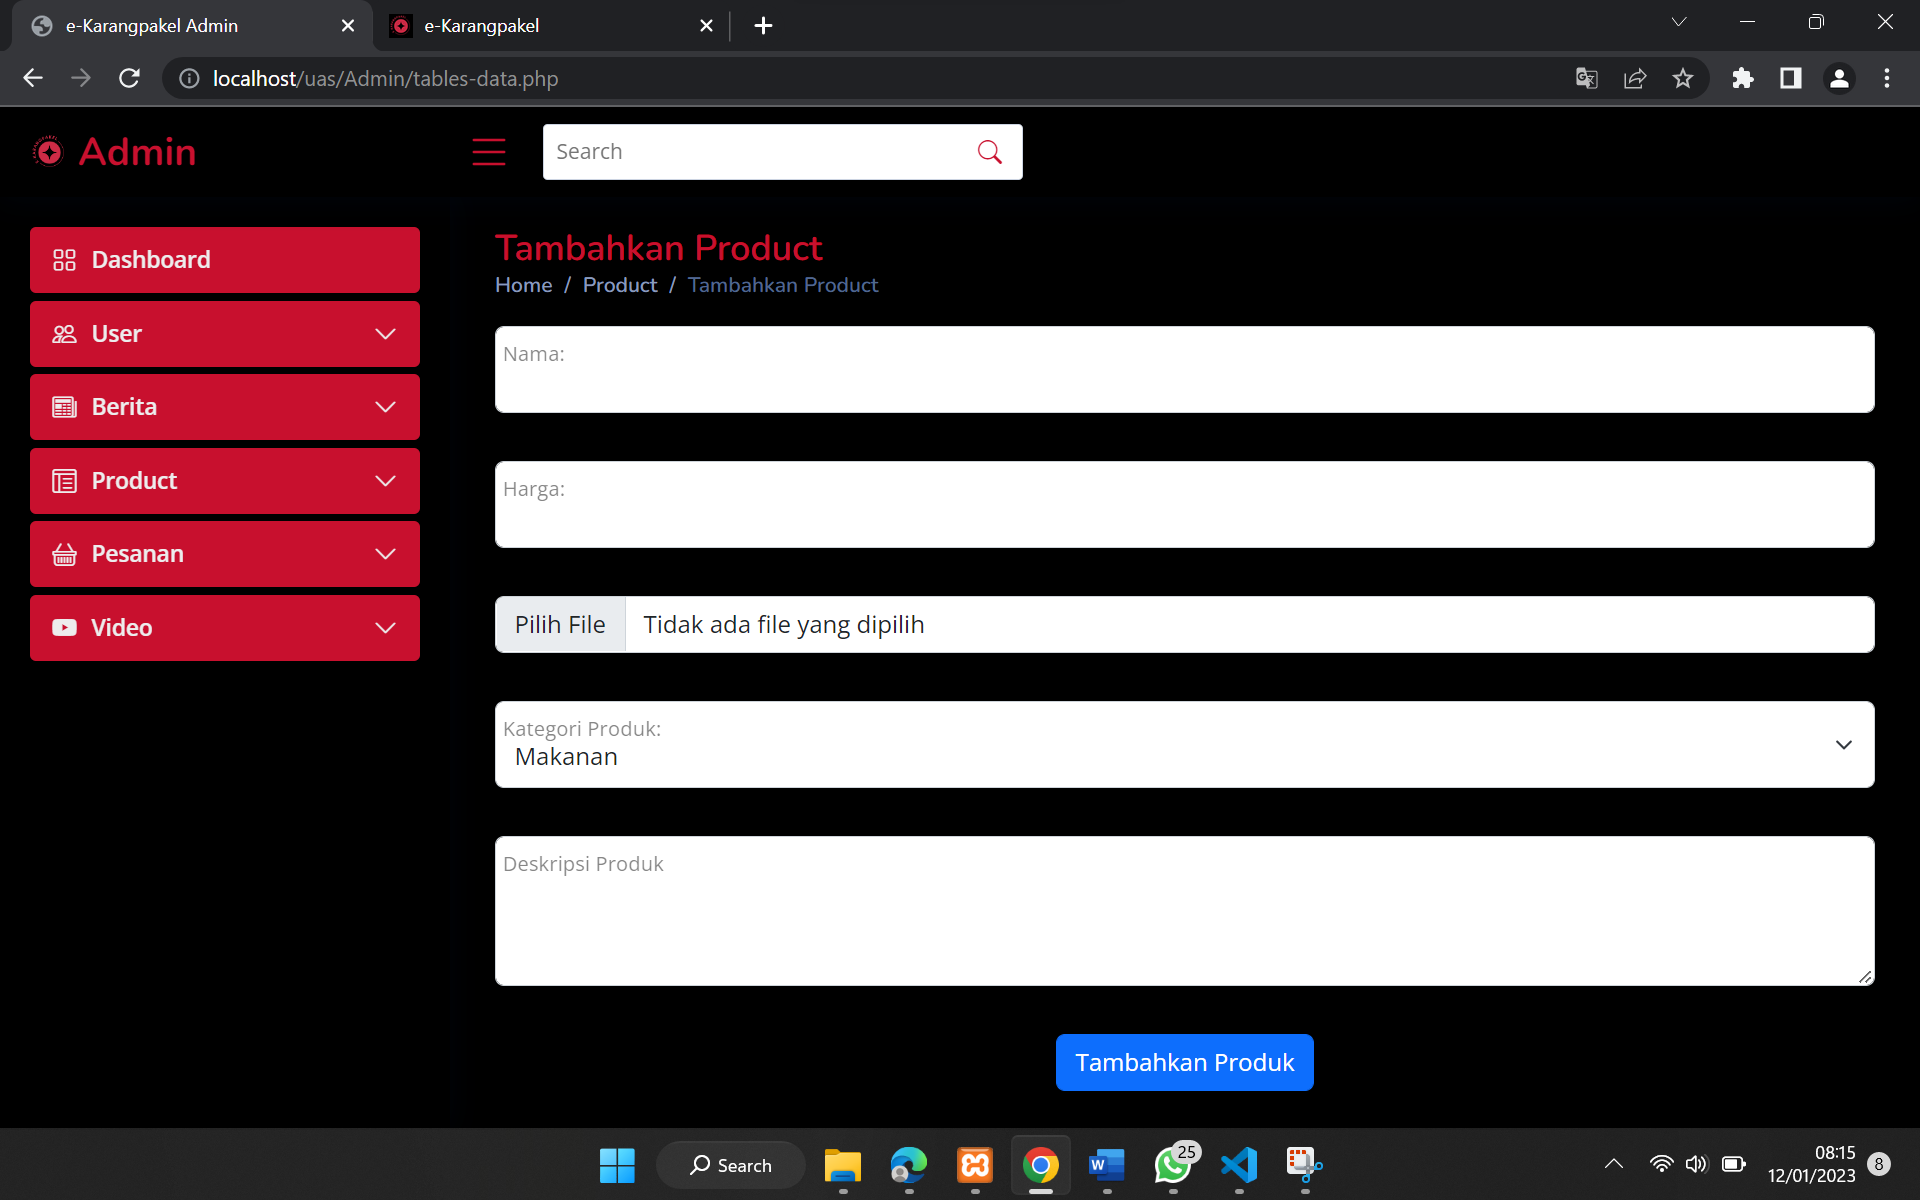 e-Karangpakel Admin
e-Karangpakel
localhost/uas/Admin/tables-data.php
Admin
Search
Dashboard
User
Berita
Product
Pesanan
Video
Tambahkan Product
Home / Product / Tambahkan Product
Nama:
Harga:
Pilih File Tidak ada file yang dipilih
Kategori Produk:
Makanan
Deskripsi Produk
Tambahkan Produk
Search
25
08:15
12/01/2023
8